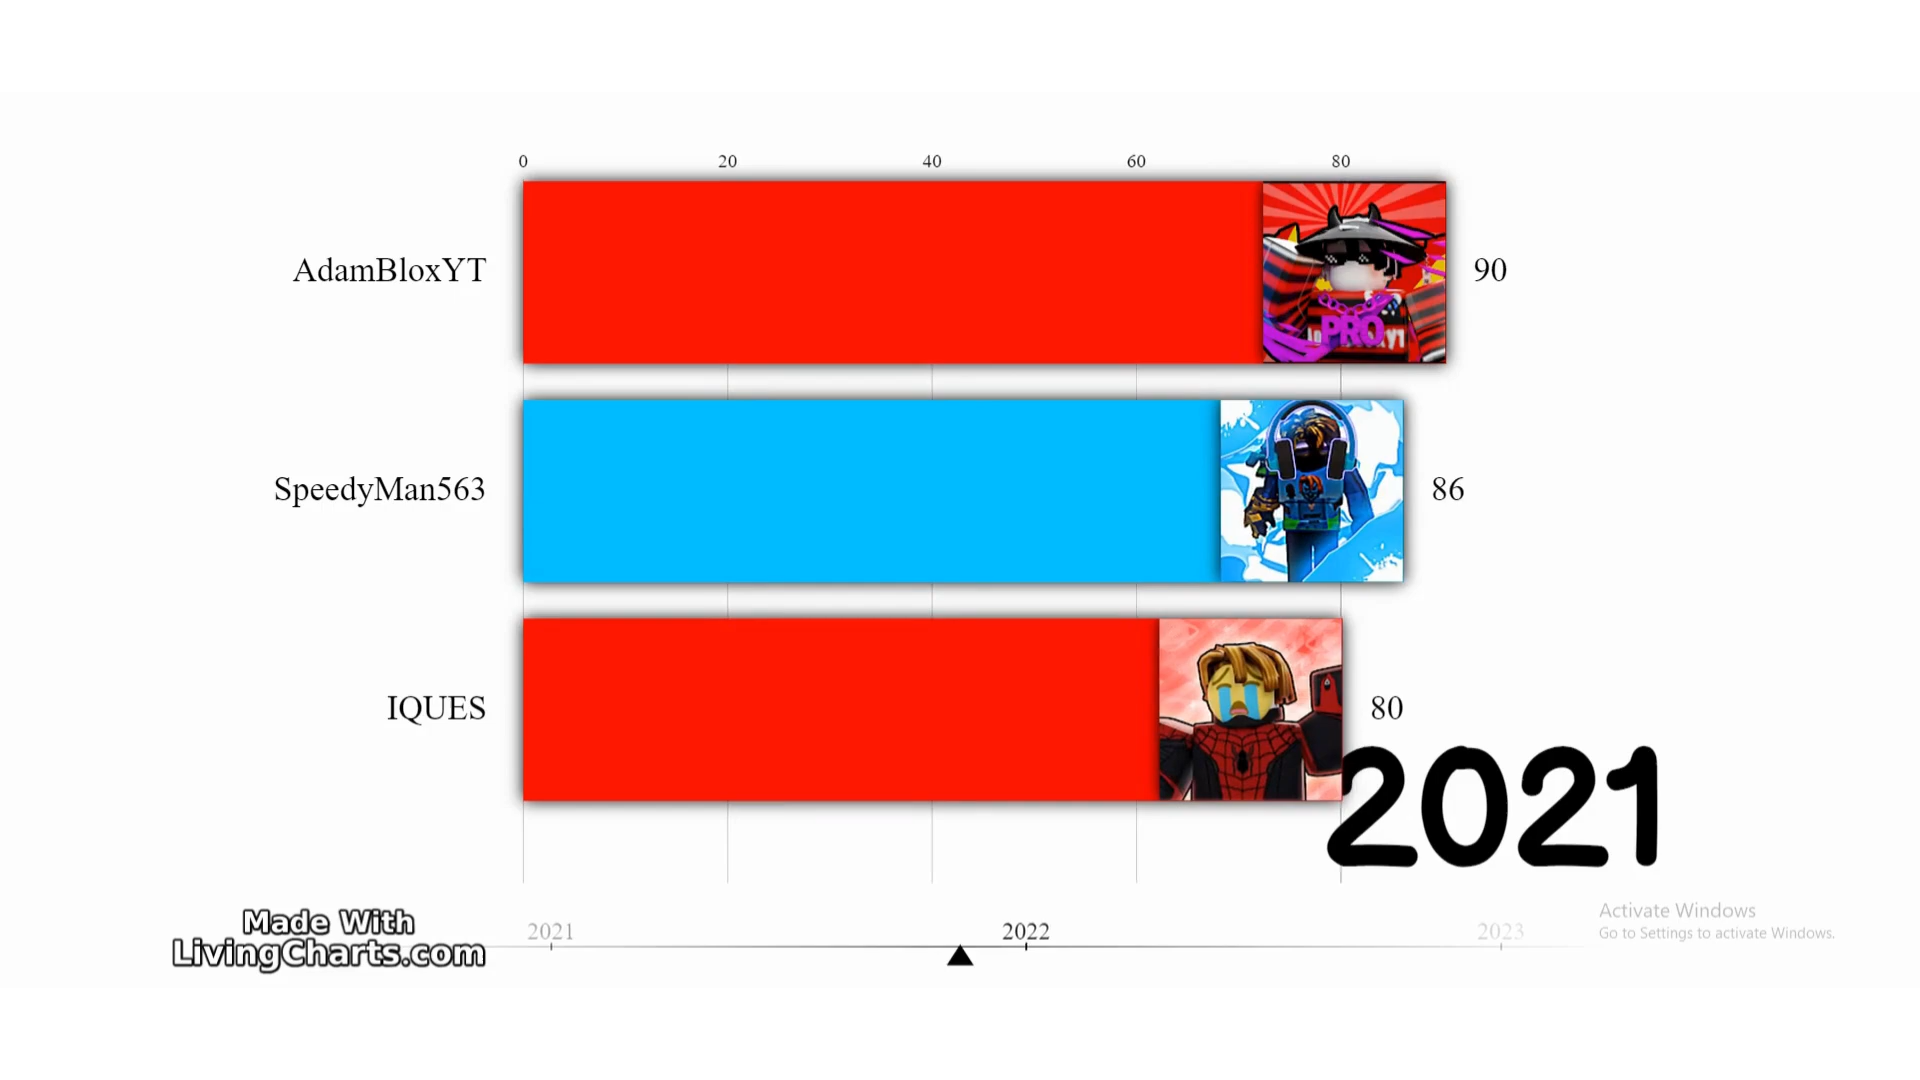 0 20 40 60 80
AdamBloxYT 90
PRO
SpeedyMan563 86
IQUES 80
2021
2021 2022 2023
Made With
LivingCharts.com
Activate Windows
Go to Settings to activate Windows.